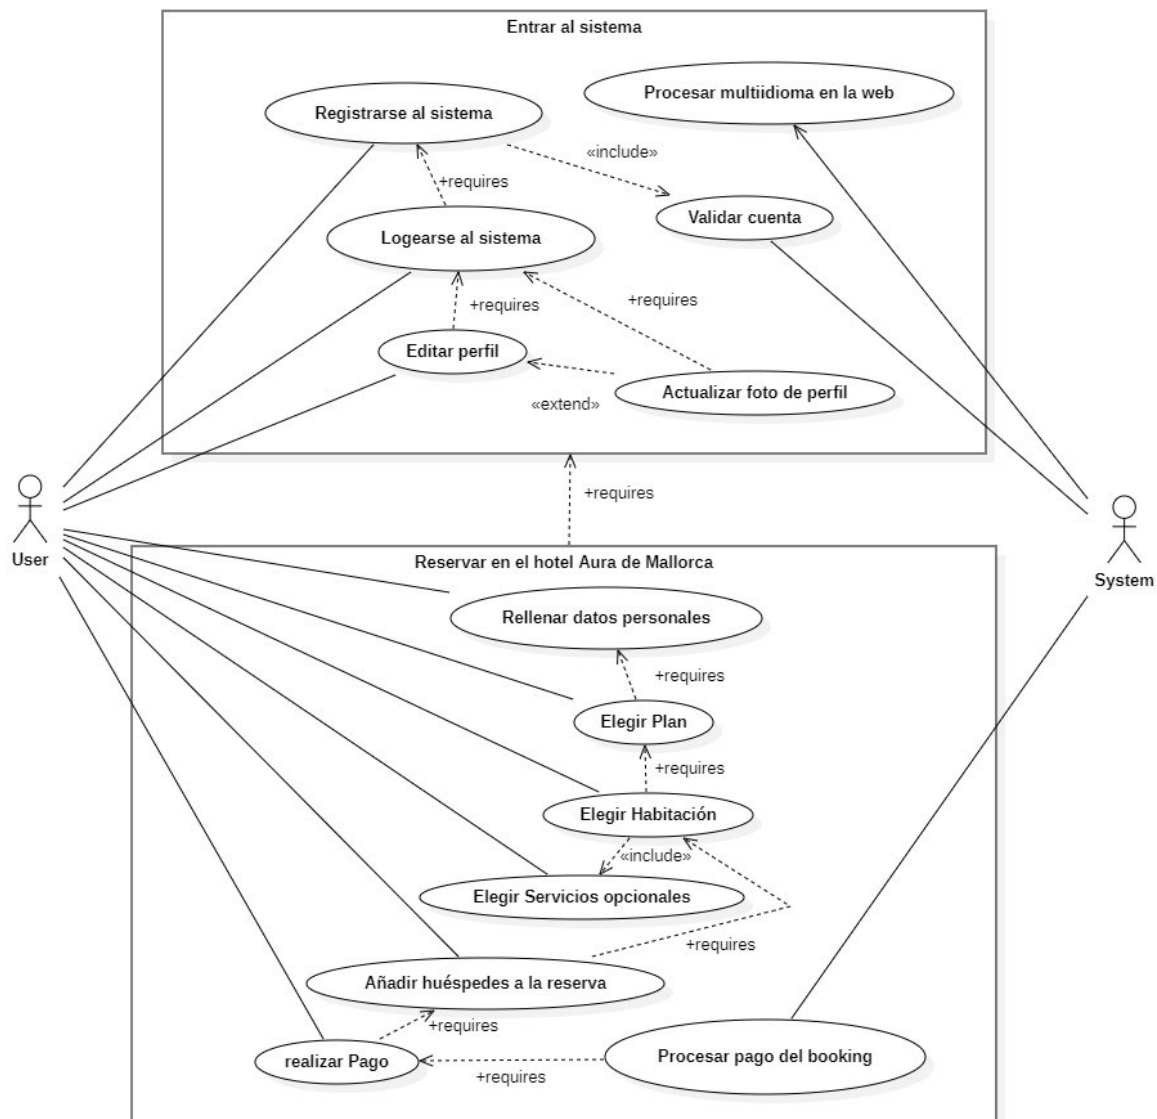 Entrar al sistema
Procesar multiidioma en la web
Registrarse al sistema
«include»
+requires
Validar cuenta
Logearse al sistema
+requires
+requires
Editar perfil
Actualizar foto de perfil
«extend»
+requires
User
System
Reservar en el hotel Aura de Mallorca
Rellenar datos personales
+requires
Elegir Plan
+requires
Elegir Habitación
«include»
Elegir Servicios opcionales
+requires
Añadir huéspedes a la reserva
+requires
realizar Pago
Procesar pago del booking
+requires